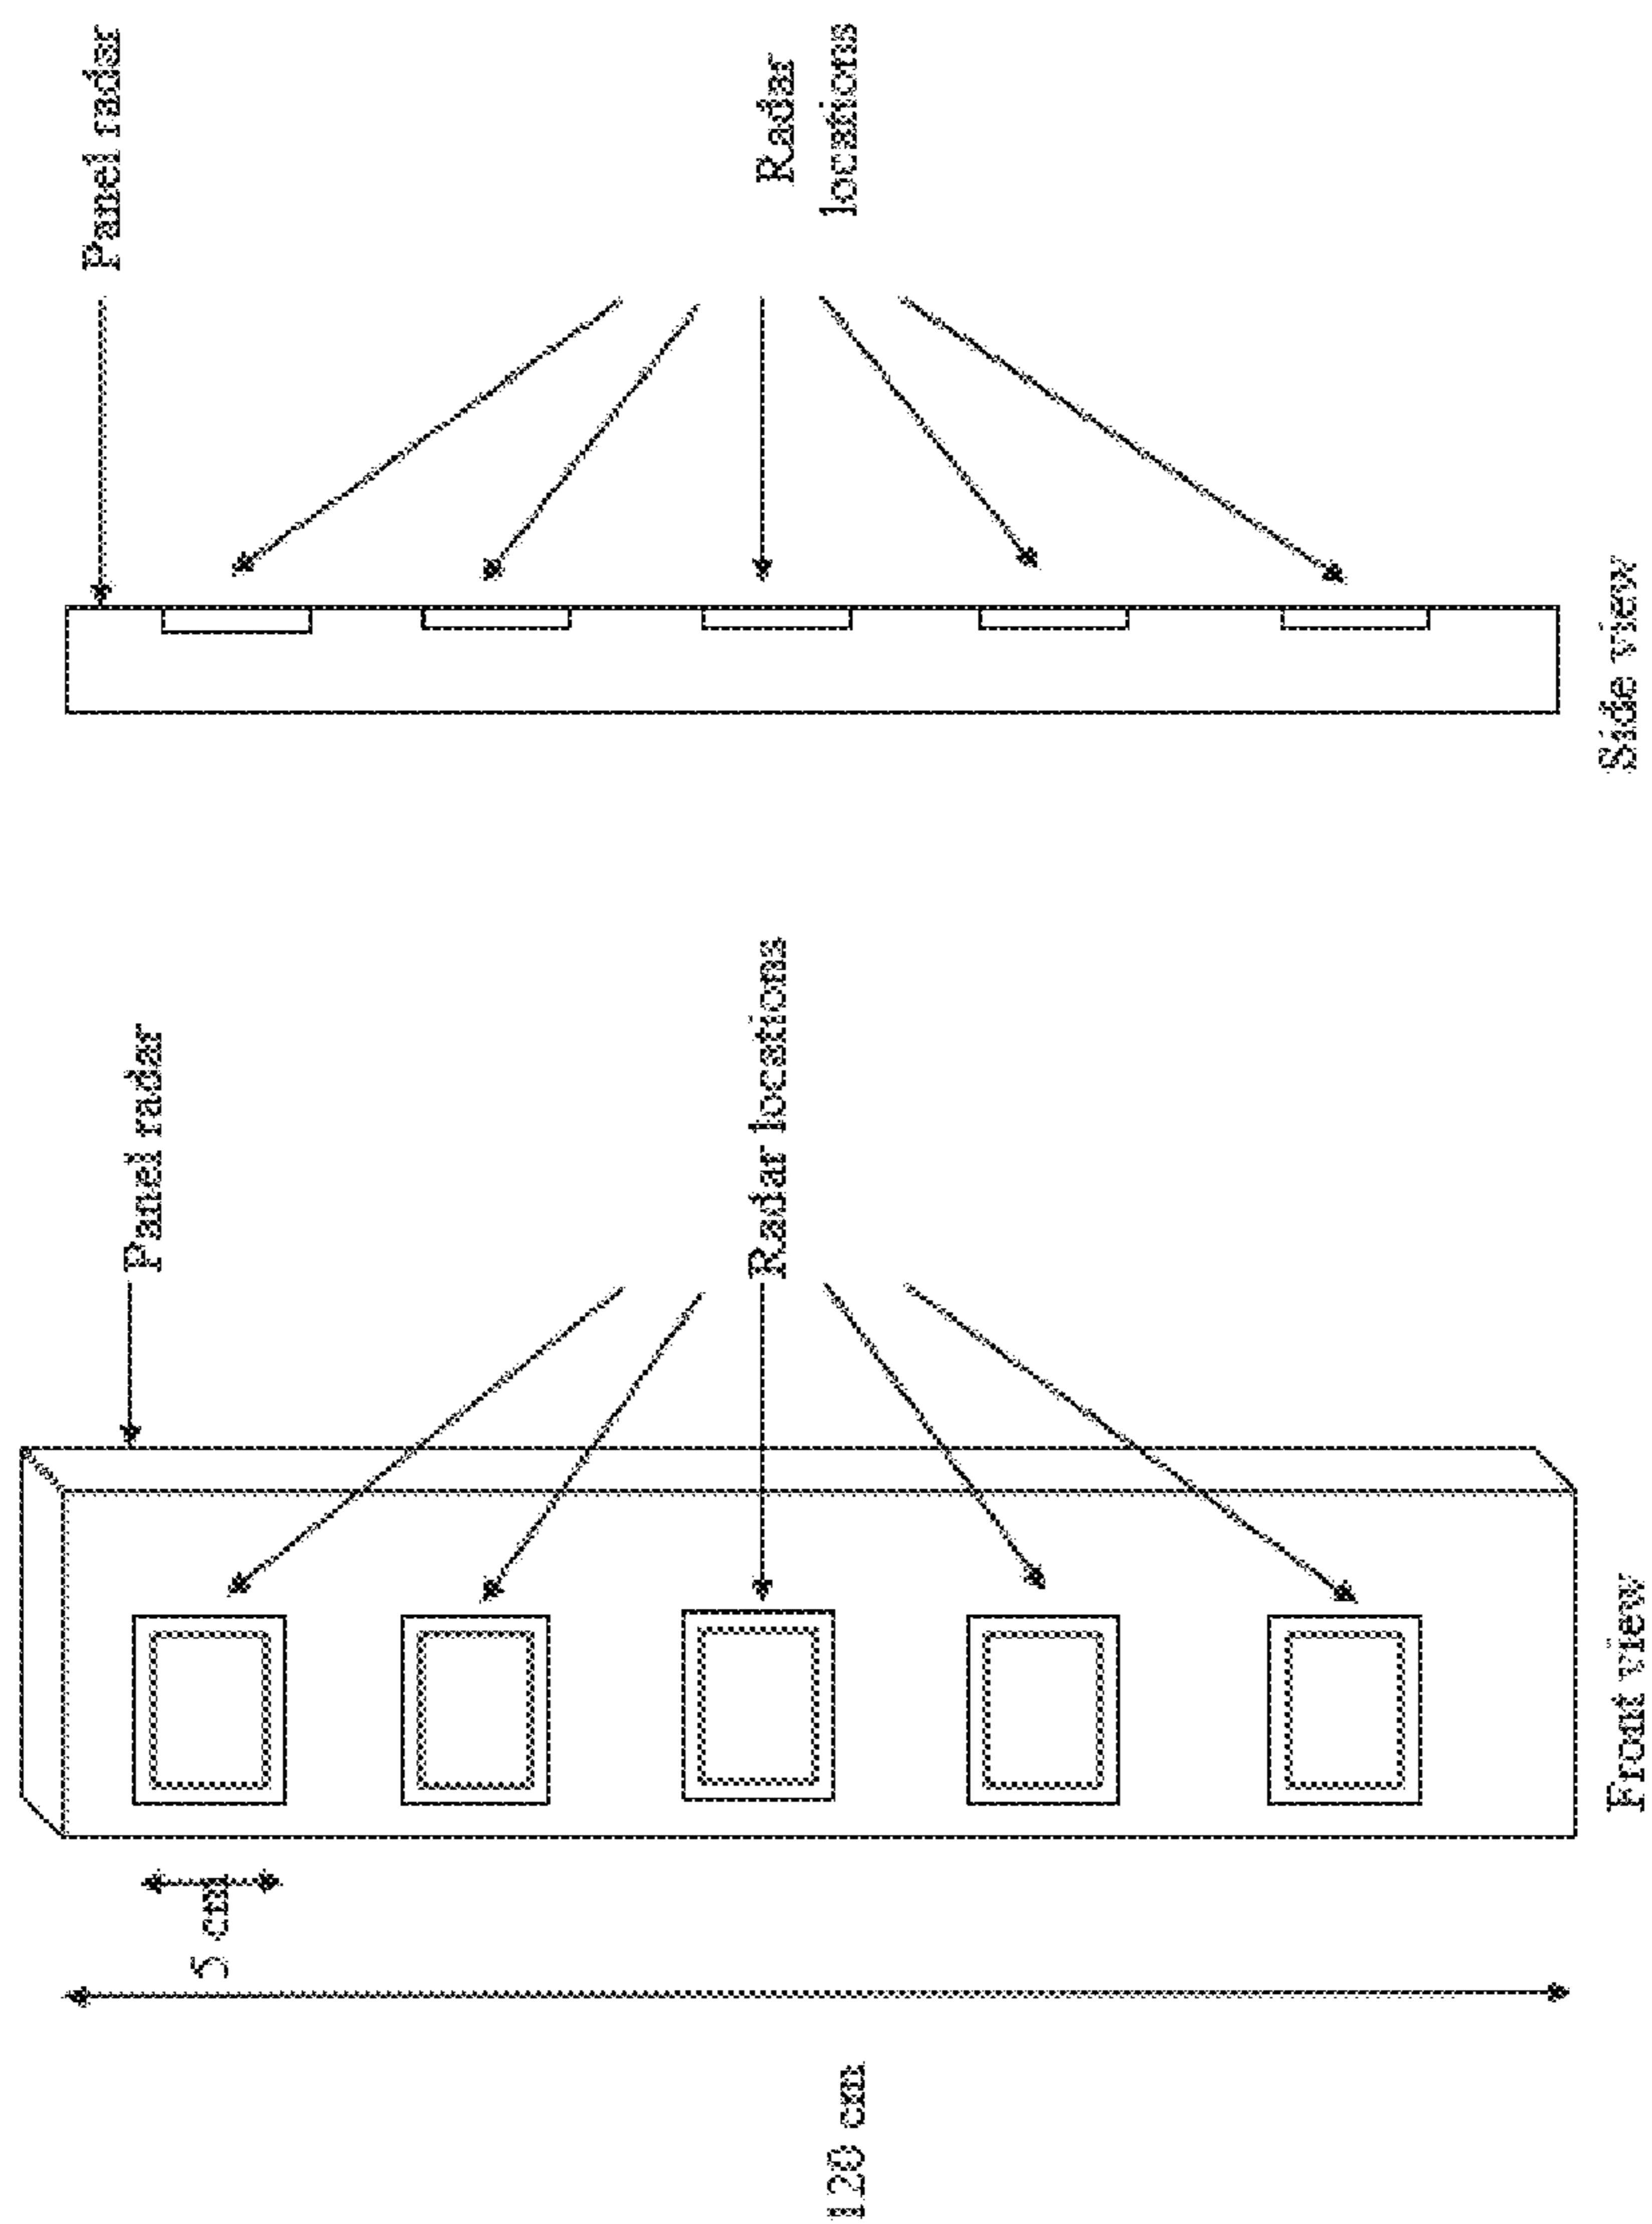 Panel radar
5 cm
Radar locations
120 cm
Front view
Panel radar
Radar
locations
Side view